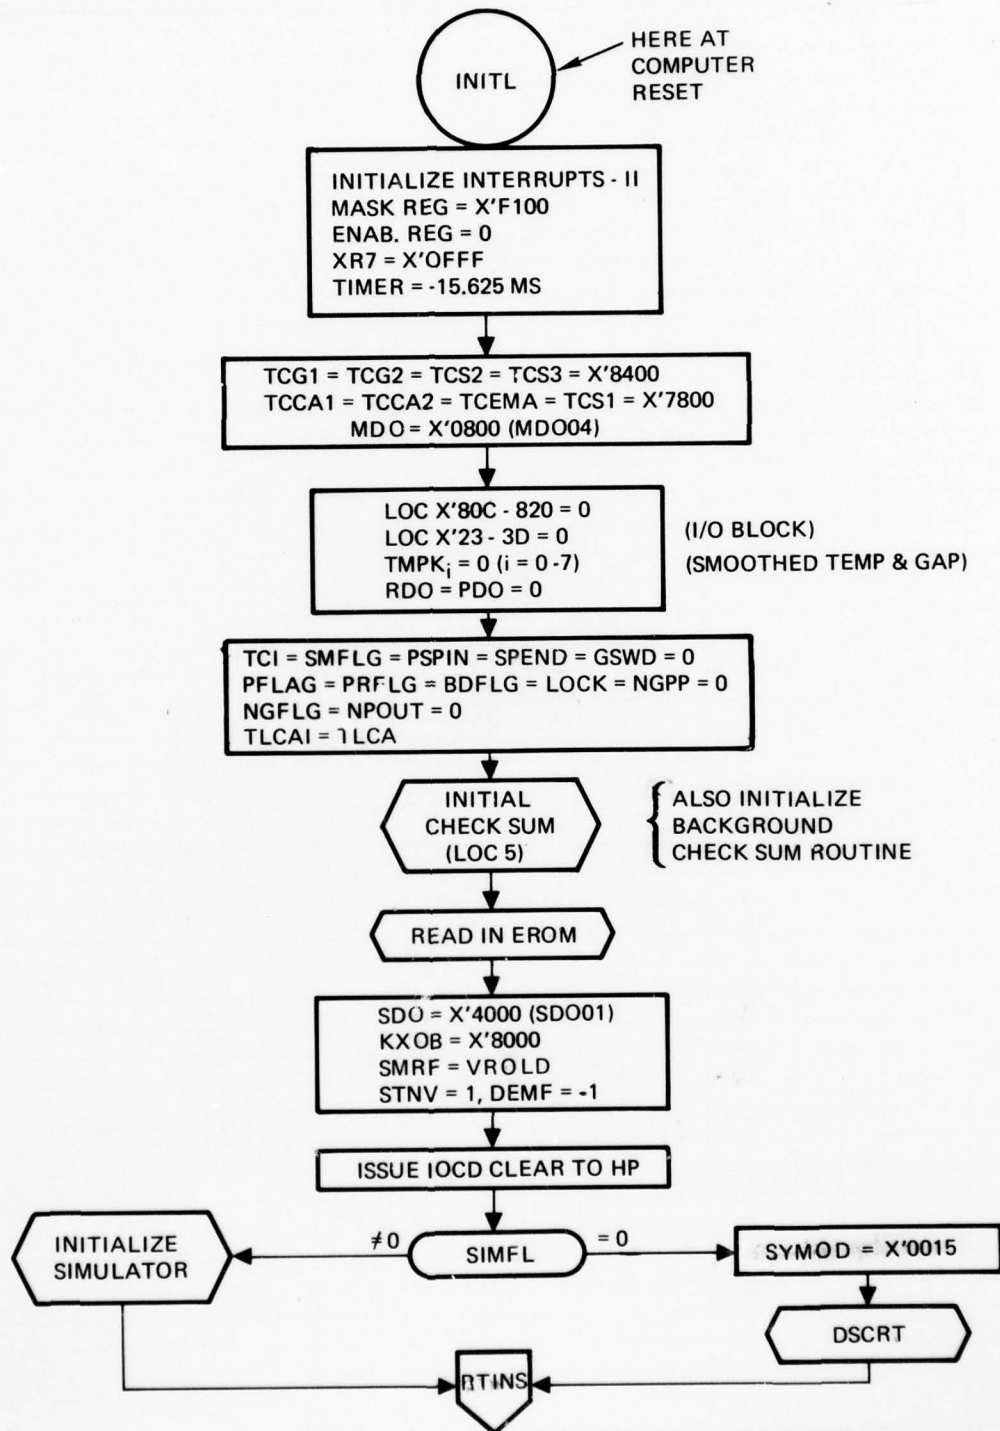 INITL
HERE AT
COMPUTER
RESET
INITIALIZE INTERRUPTS - II
MASK REG = X'F100
ENAB. REG = 0
XR7 = X'OFFF
TIMER = -15.625 MS
TCG1 = TCG2 = TCS2 = TCS3 = X'8400
TCCA1 = TCCA2 = TCEMA = TCS1 = X'7800
MDO = X'0800 (MDO04)
LOC X'80C - 820 = 0
LOC X'23 - 3D = 0
TMPKi = 0 (i = 0 -7)
RDO = PDO = 0
(I/O BLOCK)
(SMOOTHED TEMP & GAP)
TCI = SMFLG = PSPIN = SPEND = GSWD = 0
PFLAG = PRFLG = BDFLG = LOCK = NGPP = 0
NGFLG = NPOUT = 0
TLCAI = TLCA
INITIAL
CHECK SUM
(LOC 5)
ALSO INITIALIZE
BACKGROUND
CHECK SUM ROUTINE
READ IN EROM
SDO = X'4000 (SDO01)
KXOB = X'8000
SMRF = VROLD
STNV = 1, DEMF = -1
ISSUE IOCD CLEAR TO HP
≠0
SIMFL
= 0
INITIALIZE
SIMULATOR
SYMOD = X'0015
DSCRT
RTINS